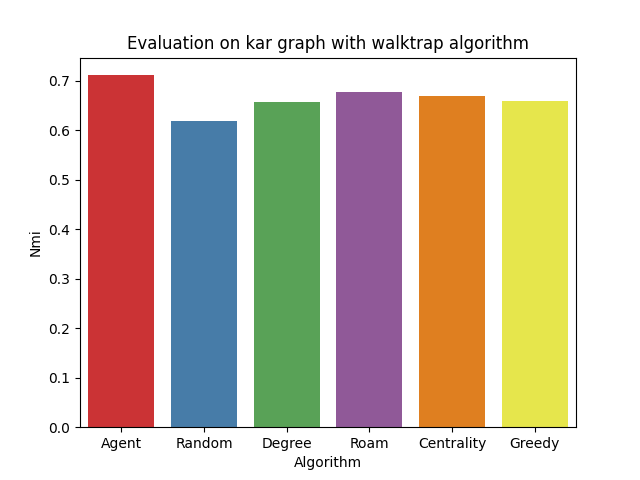 Evaluation on kar graph with walktrap algorithm
0.7
0.6
0.5
0.4
0.3
0.2
0.1
0.0
Nmi
Agent Random Degree Roam Centrality Greedy
Algorithm